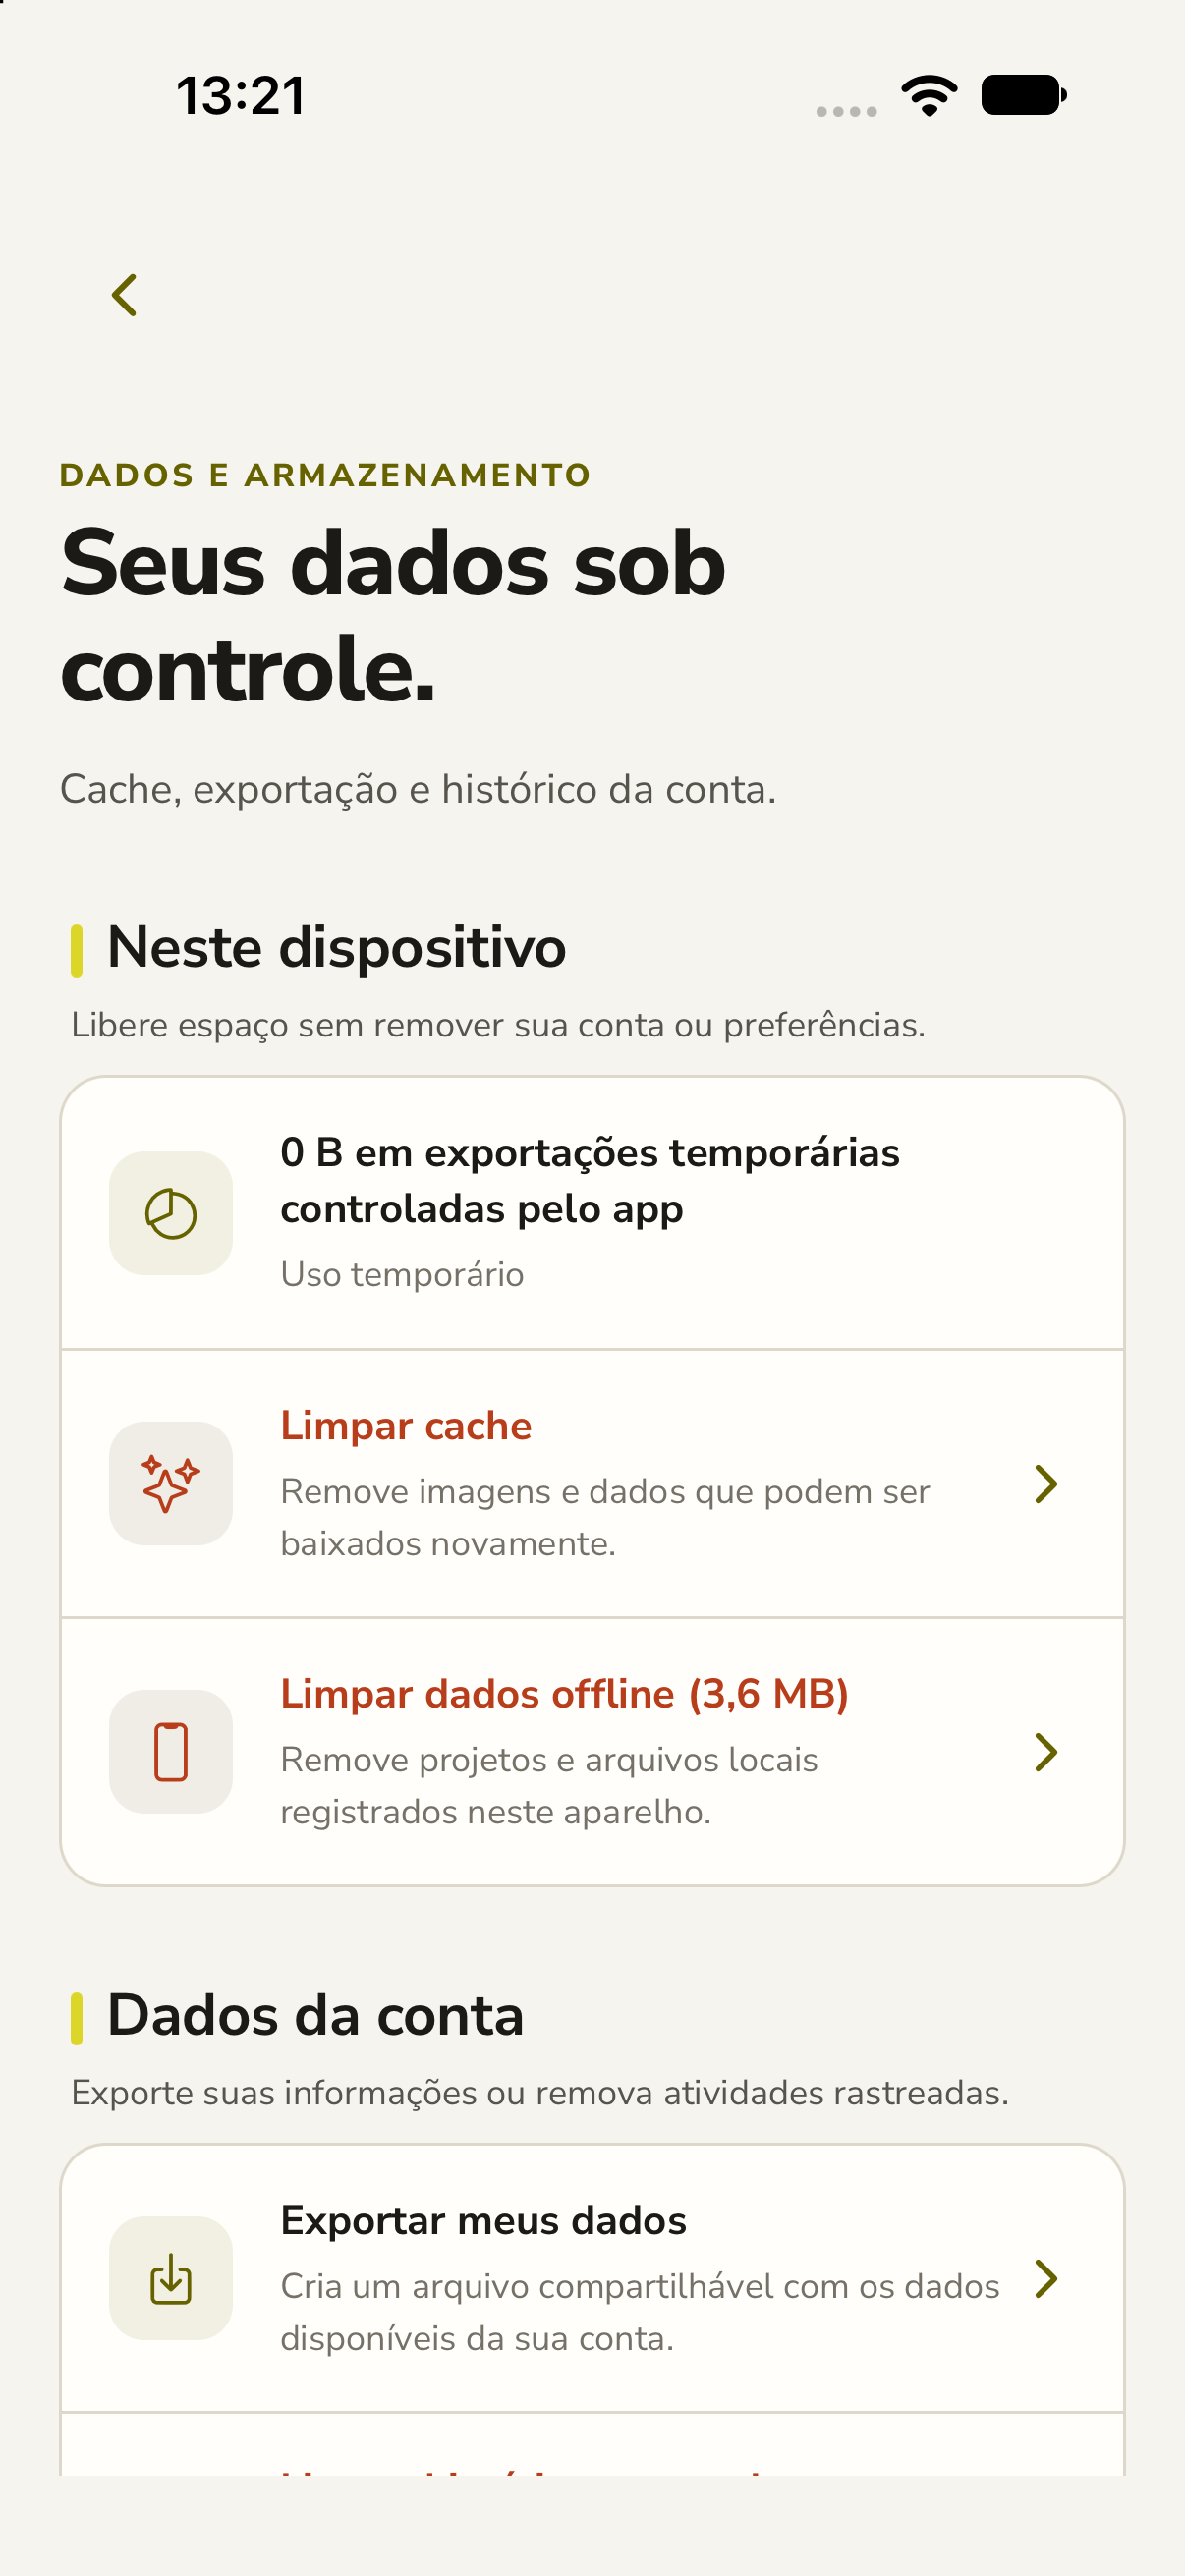 13:21
DADOS E ARMAZENAMENTO
Seus dados sob
controle.
Cache, exportação e histórico da conta.
Neste dispositivo
Libere espaço sem remover sua conta ou preferências.
0 B em exportações temporárias
controladas pelo app
Uso temporário
Limpar cache
Remove imagens e dados que podem ser
baixados novamente.
Limpar dados offline (3,6 MB)
Remove projetos e arquivos locais
registrados neste aparelho.
Dados da conta
Exporte suas informações ou remova atividades rastreadas.
Exportar meus dados
Cria um arquivo compartilhável com os dados
disponíveis da sua conta.